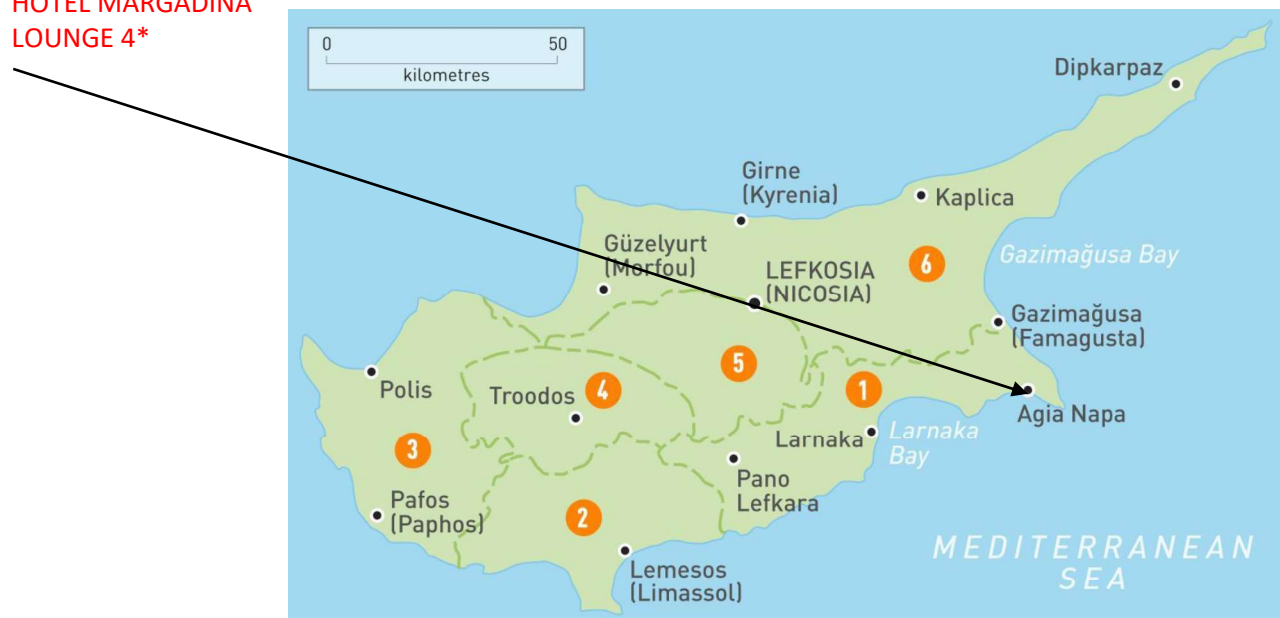 HOTEL MARGADINA
LOUNGE 4*
0 50
kilometres
Dipkarpaz
Girne
(Kyrenia)
Kaplica
Güzelyurt
(Morfou)
LEFKOSIA
(NICOSIA)
6
Gazimağusa Bay
Gazimağusa
(Famagusta)
5
4
1
Polis
Troodos
Agia Napa
Larnaka
Larnaka
Bay
3
Pano
Lefkara
Pafos
(Paphos)
2
MEDITERRANEAN
SEA
Lemesos
(Limassol)